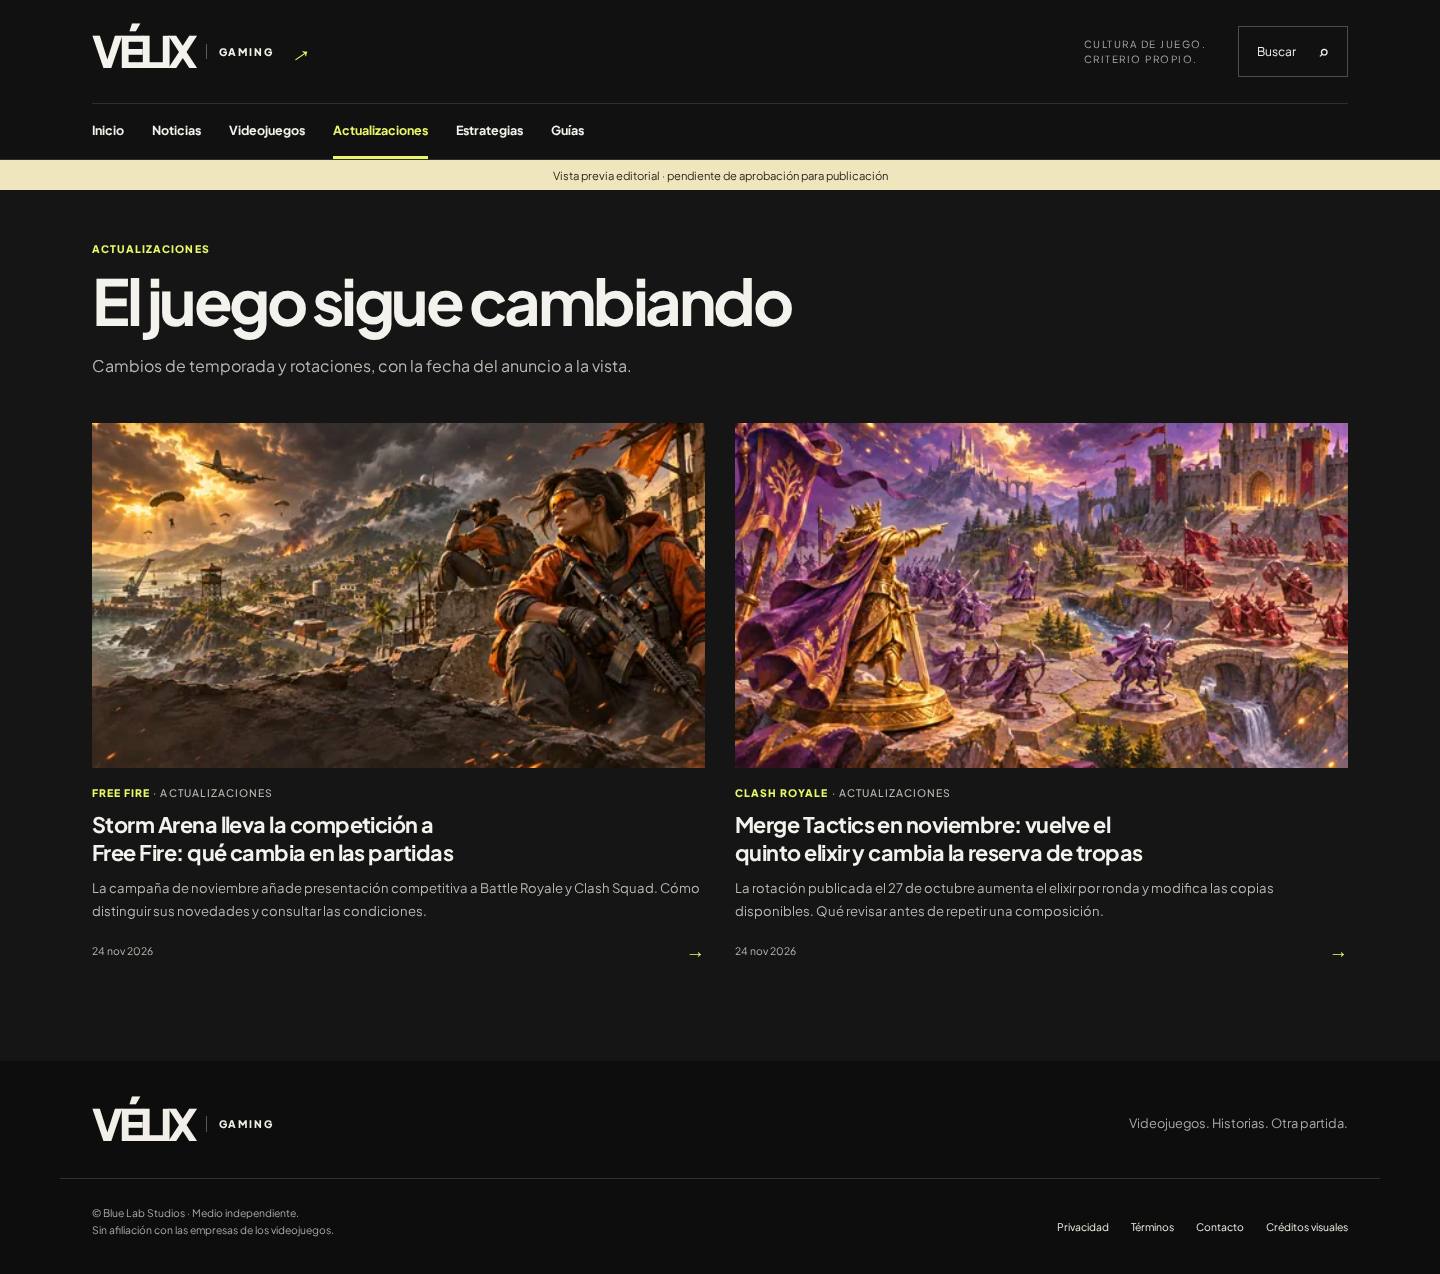 VÉLIX GAMING
CULTURA DE JUEGO.
CRITERIO PROPIO.
Buscar
Inicio Noticias Videojuegos Actualizaciones Estrategias Guías
Vista previa editorial · pendiente de aprobación para publicación
ACTUALIZACIONES
El juego sigue cambiando
Cambios de temporada y rotaciones, con la fecha del anuncio a la vista.
FREE FIRE · ACTUALIZACIONES
Storm Arena lleva la competición a
Free Fire: qué cambia en las partidas
La campaña de noviembre añade presentación competitiva a Battle Royale y Clash Squad. Cómo
distinguir sus novedades y consultar las condiciones.
24 nov 2026 →
CLASH ROYALE · ACTUALIZACIONES
Merge Tactics en noviembre: vuelve el
quinto elixir y cambia la reserva de tropas
La rotación publicada el 27 de octubre aumenta el elixir por ronda y modifica las copias
disponibles. Qué revisar antes de repetir una composición.
24 nov 2026 →
VÉLIX GAMING
Videojuegos. Historias. Otra partida.
© Blue Lab Studios · Medio independiente.
Sin afiliación con las empresas de los videojuegos.
Privacidad Términos Contacto Créditos visuales